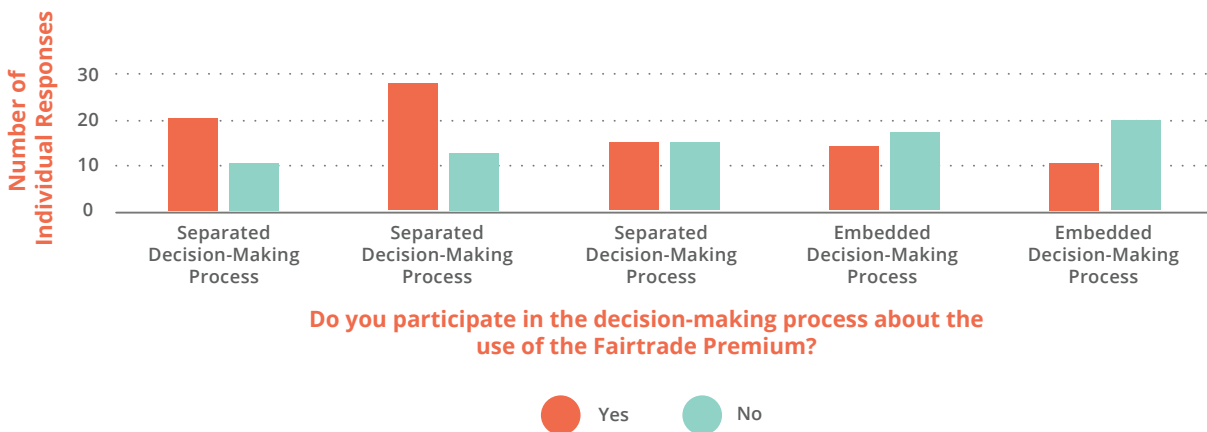 Number of
Individual Responses
30
20
10
0
Separated
Decision-Making
Process
Separated
Decision-Making
Process
Separated
Decision-Making
Process
Embedded
Decision-Making
Process
Embedded
Decision-Making
Process
Do you participate in the decision-making process about the
use of the Fairtrade Premium?
Yes
No